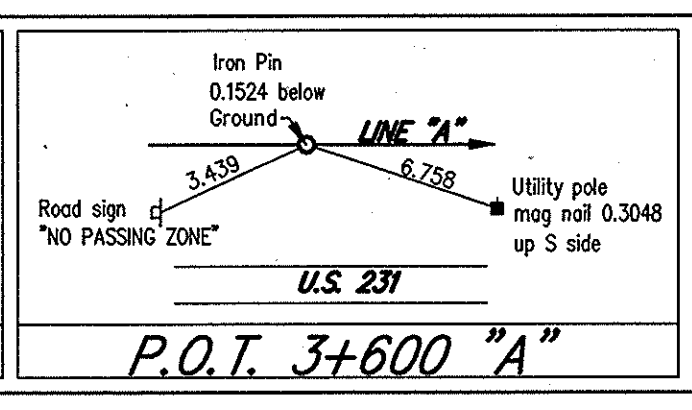 Iron Pin
0.1524 below
Ground
LINE "A"
3.439
6.758
Road sign
"NO PASSING ZONE"
Utility pole
mag nail 0.3048
up S side
U.S. 231
P.O.T. 3+600 "A"